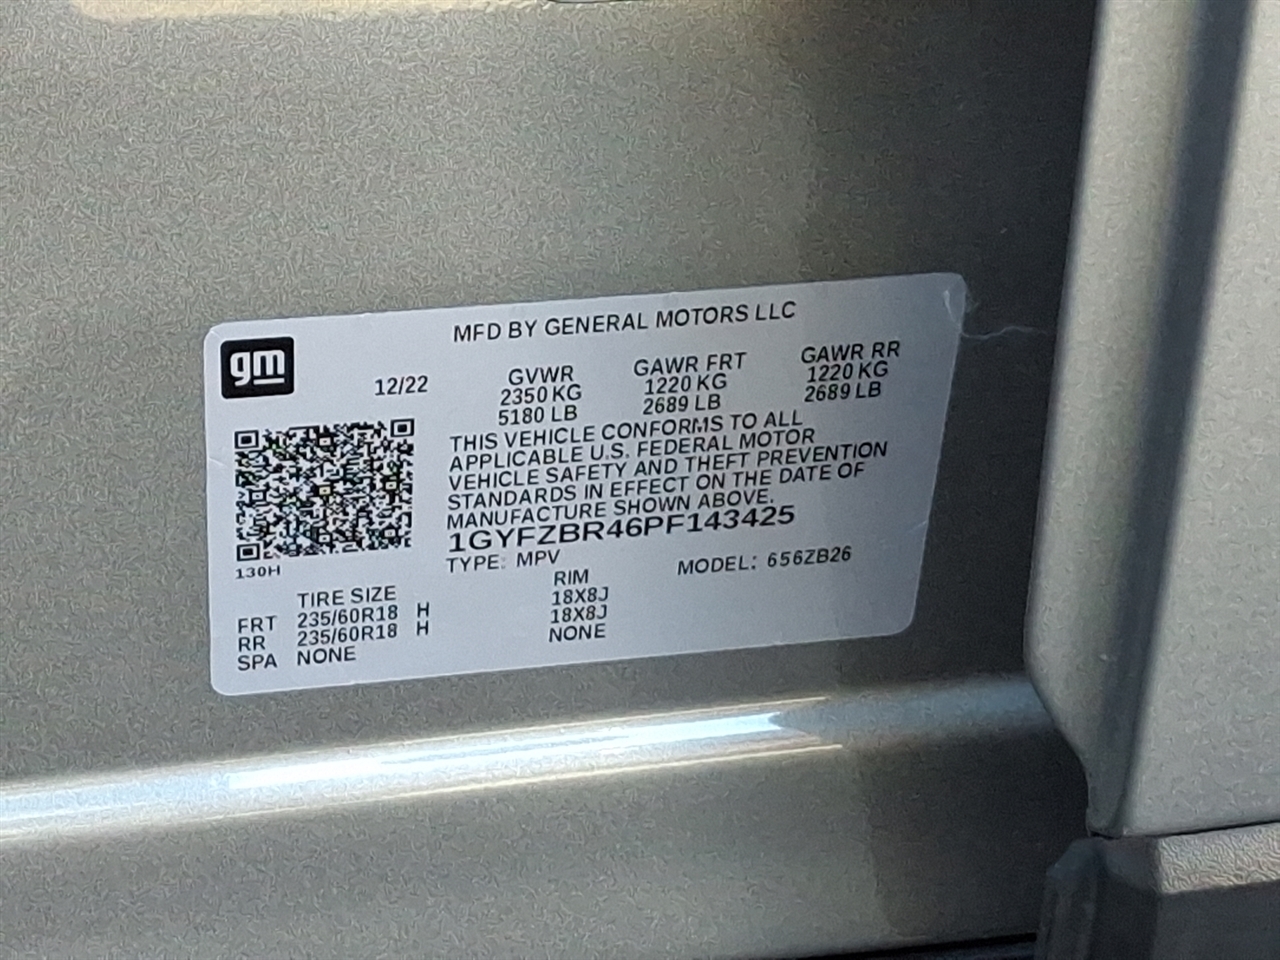 MFD BY GENERAL MOTORS LLC
gm
12/22
GVWR GAWR FRT GAWR RR
2350 KG 1220 KG 1220 KG
5180 LB 2689 LB 2689 LB
THIS VEHICLE CONFORMS TO ALL
APPLICABLE U.S. FEDERAL MOTOR
VEHICLE SAFETY AND THEFT PREVENTION
STANDARDS IN EFFECT ON THE DATE OF
MANUFACTURE SHOWN ABOVE.
1GYFZBR46PF143425
TYPE: MPV MODEL: 656ZB26
130H
TIRE SIZE RIM
FRT 235/60R18 H 18X8J
RR 235/60R18 H 18X8J
SPA NONE NONE